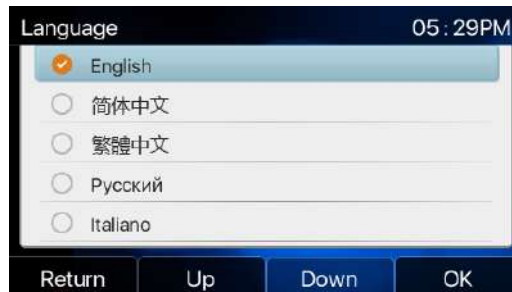 Language 05:29PM
English
简体中文
繁體中文
Русский
Italiano
Return Up Down OK